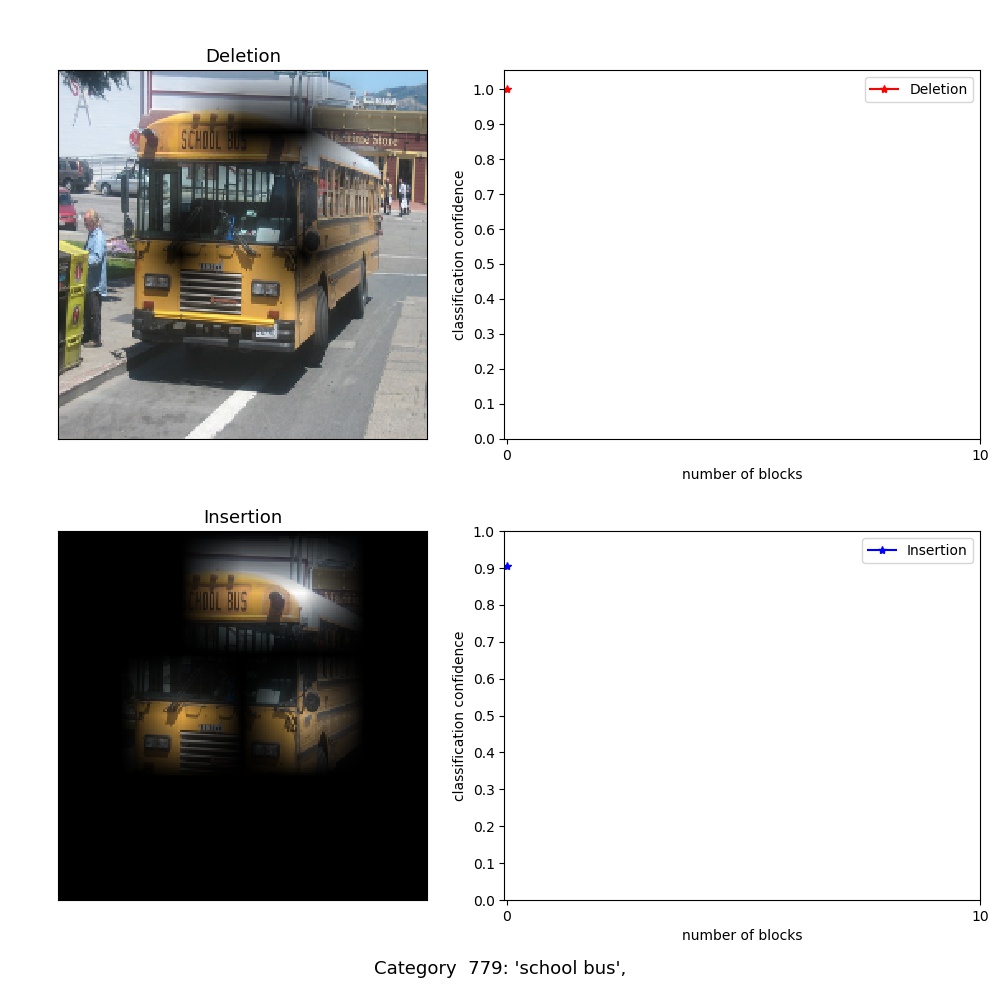 Deletion
SCHOOL BUS
1.0
0.9
0.8
0.7
0.6
0.5
0.4
0.3
0.2
0.1
0.0
classification confidence
Deletion
0 10
number of blocks
Insertion
CHOOL BUS
1.0
0.9
0.8
0.7
0.6
0.5
0.4
0.3
0.2
0.1
0.0
classification confidence
Insertion
0 10
number of blocks
Category 779: 'school bus',